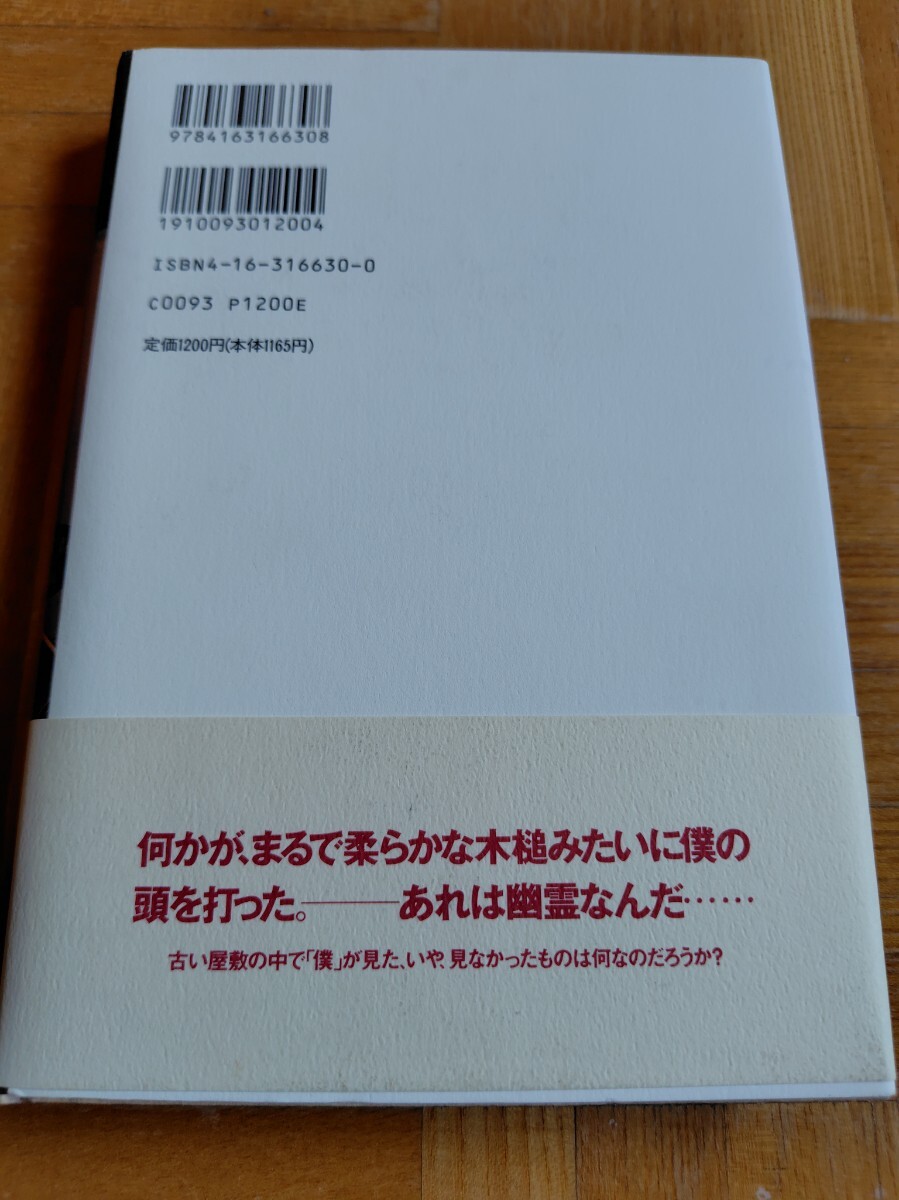 9784163166308
1910093012004
ISBN4-16-316630-0
C0093 P1200E
定価1200円(本体1165円)
何かが、まるで柔らかな木槌みたいに僕の
頭を打った。――あれは幽霊なんだ……
古い屋敷の中で「僕」が見た、いや、見なかったものは何なのだろうか?